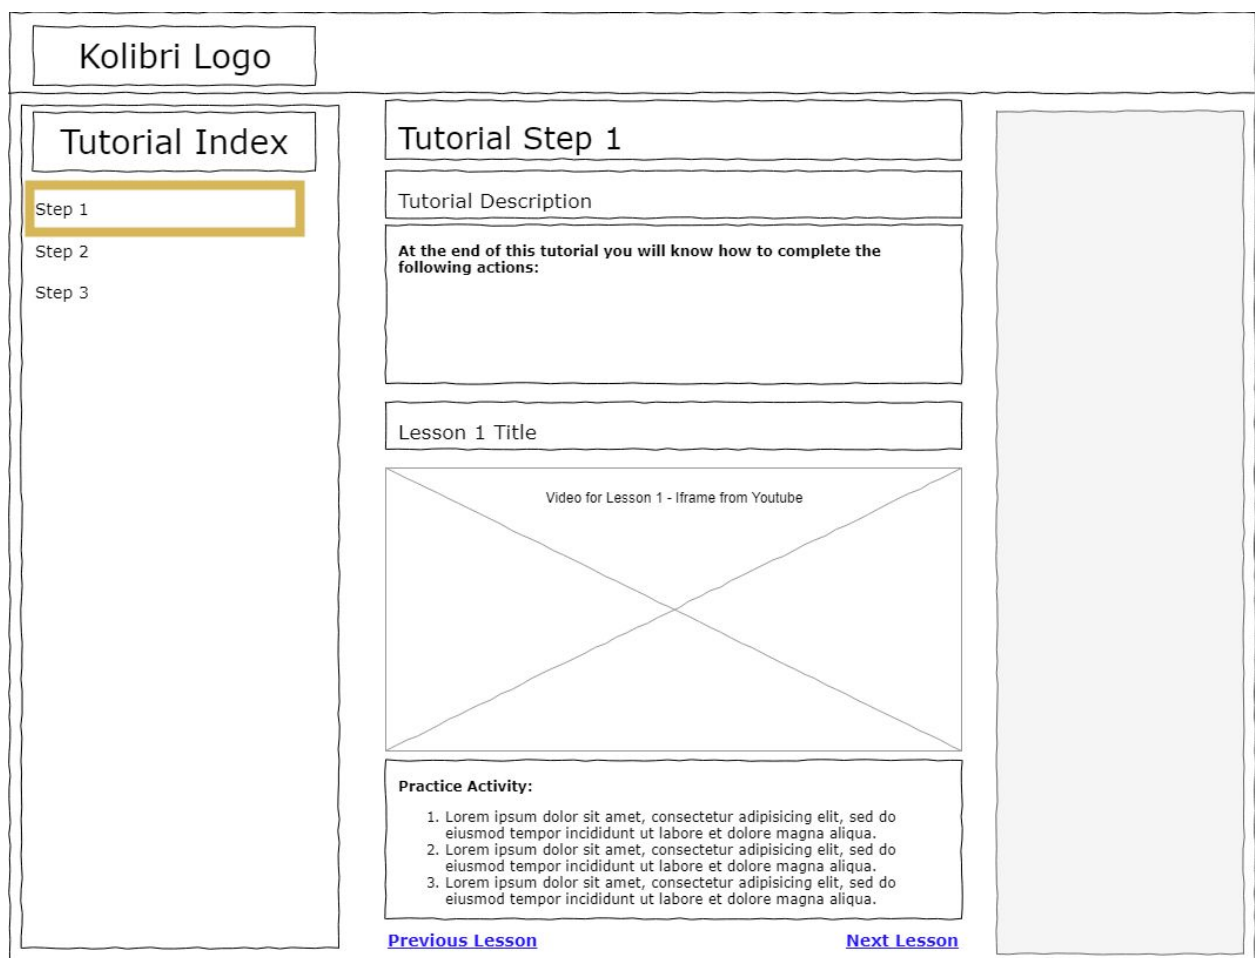 Kolibri Logo
Tutorial Index
Step 1
Step 2
Step 3
Tutorial Step 1
Tutorial Description
At the end of this tutorial you will know how to complete the
following actions:
Lesson 1 Title
Video for Lesson 1 - Iframe from Youtube
Practice Activity:
1. Lorem ipsum dolor sit amet, consectetur adipisicing elit, sed do
eiusmod tempor incididunt ut labore et dolore magna aliqua.
2. Lorem ipsum dolor sit amet, consectetur adipisicing elit, sed do
eiusmod tempor incididunt ut labore et dolore magna aliqua.
3. Lorem ipsum dolor sit amet, consectetur adipisicing elit, sed do
eiusmod tempor incididunt ut labore et dolore magna aliqua.
Previous Lesson
Next Lesson